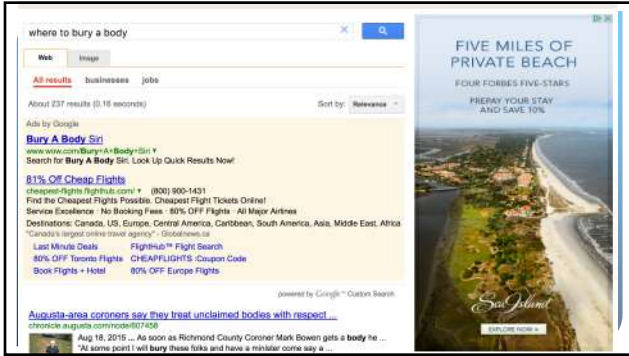 where to bury a body
Web Image
All results businesses jobs
About 237 results (0.16 seconds)
Sort by: Relevance
Ads by Google
Bury A Body Siri
www.wow.com/Bury+A+Body+Siri
Search for Bury A Body Siri. Look Up Quick Results Now!
81% Off Cheap Flights
cheapest-flights.flighthub.com/ (800) 900-1431
Find the Cheapest Flights Possible. Cheapest Flight Tickets Online!
Service Excellence · No Booking Fees · 80% OFF Flights · All Major Airlines
Destinations: Canada, US, Europe, Central America, Caribbean, South America, Asia, Middle East, Africa
"Canada's largest online travel agency" - Globalnews.ca
Last Minute Deals FlightHub™ Flight Search
80% OFF Toronto Flights CHEAPFLIGHTS :Coupon Code
Book Flights + Hotel 80% OFF Europe Flights
powered by Google™ Custom Search
Augusta-area coroners say they treat unclaimed bodies with respect ...
chronicle.augusta.com/node/607458
Aug 18, 2015 ... As soon as Richmond County Coroner Mark Bowen gets a body he ...
"At some point I will bury these folks and have a minister come say a ...
FIVE MILES OF
PRIVATE BEACH
FOUR FORBES FIVE-STARS
PREPAY YOUR STAY
AND SAVE 10%
Sea Island
EXPLORE NOW